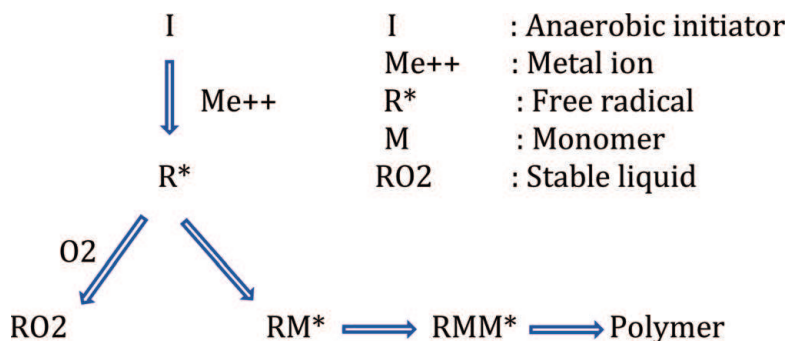 I I : Anaerobic initiator
Me++ : Metal ion
Me++ R* : Free radical
M : Monomer
R* RO2 : Stable liquid
O2
RO2 RM* RMM* Polymer